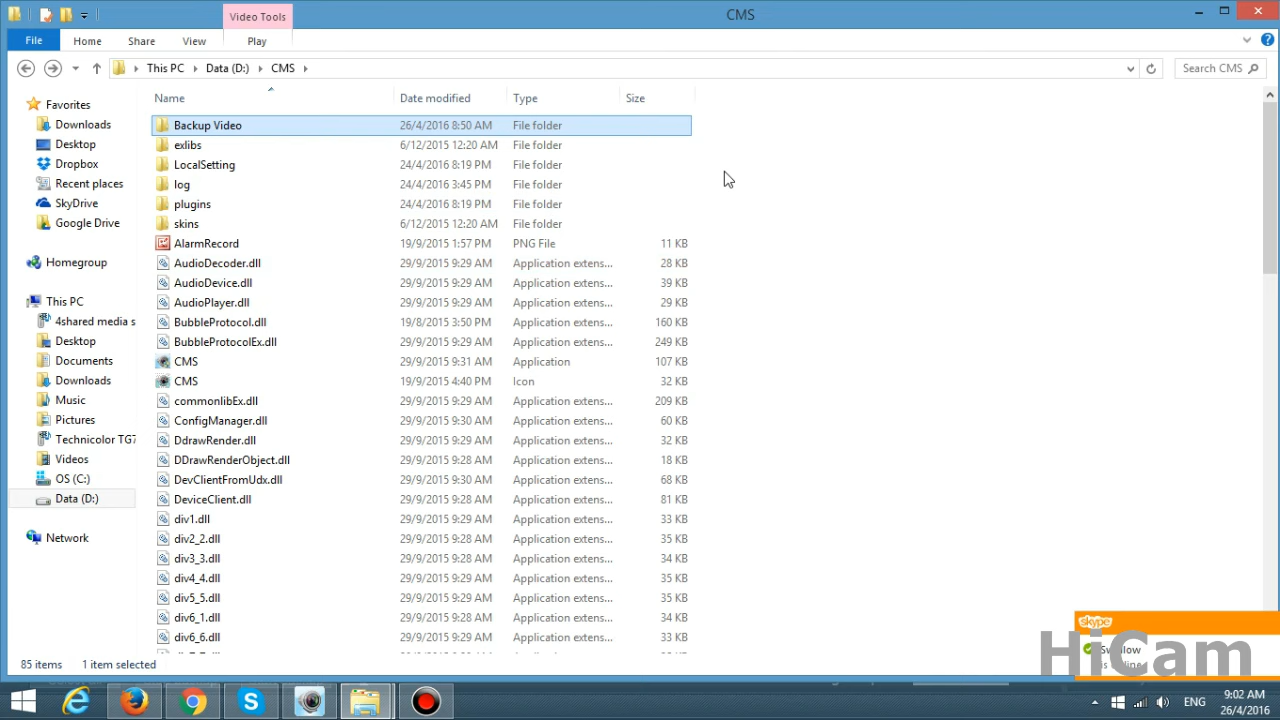 Video Tools
CMS
File Home Share View Play
This PC Data (D:) CMS
Search CMS
Name Date modified Type Size
Favorites
Downloads
Desktop
Dropbox
Recent places
SkyDrive
Google Drive
Homegroup
This PC
4shared media s
Desktop
Documents
Downloads
Music
Pictures
Technicolor TG7
Videos
OS (C:)
Data (D:)
Network
Backup Video 26/4/2016 8:50 AM File folder
exlibs 6/12/2015 12:20 AM File folder
LocalSetting 24/4/2016 8:19 PM File folder
log 24/4/2016 3:45 PM File folder
plugins 24/4/2016 8:19 PM File folder
skins 6/12/2015 12:20 AM File folder
AlarmRecord 19/9/2015 1:57 PM PNG File 11 KB
AudioDecoder.dll 29/9/2015 9:29 AM Application extens... 28 KB
AudioDevice.dll 29/9/2015 9:29 AM Application extens... 39 KB
AudioPlayer.dll 29/9/2015 9:29 AM Application extens... 29 KB
BubbleProtocol.dll 19/8/2015 3:50 PM Application extens... 160 KB
BubbleProtocolEx.dll 29/9/2015 9:29 AM Application extens... 249 KB
CMS 29/9/2015 9:31 AM Application 107 KB
CMS 19/9/2015 4:40 PM Icon 32 KB
commonlibEx.dll 29/9/2015 9:29 AM Application extens... 209 KB
ConfigManager.dll 29/9/2015 9:30 AM Application extens... 60 KB
DdrawRender.dll 29/9/2015 9:29 AM Application extens... 32 KB
DDrawRenderObject.dll 29/9/2015 9:28 AM Application extens... 18 KB
DevClientFromUdx.dll 29/9/2015 9:30 AM Application extens... 68 KB
DeviceClient.dll 29/9/2015 9:28 AM Application extens... 81 KB
div1.dll 29/9/2015 9:29 AM Application extens... 33 KB
div2_2.dll 29/9/2015 9:28 AM Application extens... 35 KB
div3_3.dll 29/9/2015 9:28 AM Application extens... 34 KB
div4_4.dll 29/9/2015 9:28 AM Application extens... 35 KB
div5_5.dll 29/9/2015 9:28 AM Application extens... 35 KB
div6_1.dll 29/9/2015 9:28 AM Application extens... 34 KB
div6_6.dll 29/9/2015 9:29 AM Application extens... 33 KB
skype
HiCam
85 items 1 item selected
ENG
9:02 AM
26/4/2016